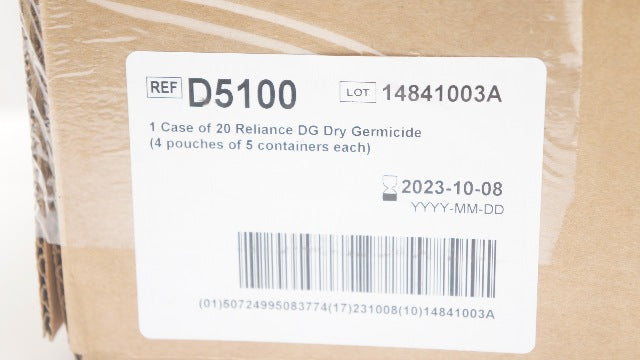 REF D5100 LOT 14841003A
1 Case of 20 Reliance DG Dry Germicide
(4 pouches of 5 containers each)
2023-10-08
YYYY-MM-DD
(01)50724995083774(17)231008(10)14841003A